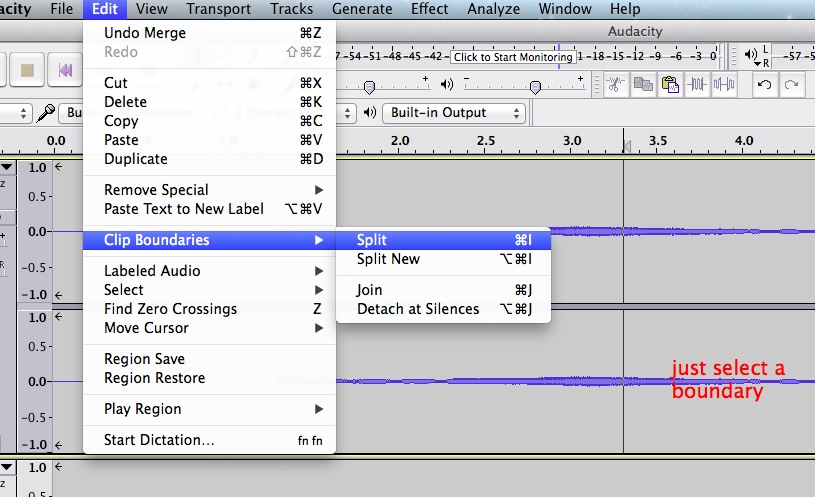 acity File Edit View Transport Tracks Generate Effect Analyze Window Help
Audacity
Undo Merge ⌘Z
Redo ⇧⌘Z
-54 -51 -48 -4 Click to Start Monitoring -21 -18 -15 -12 -9 -6 -3 0
L
R
-57 -5
Cut ⌘X
Delete ⌘K
Copy ⌘C
Paste ⌘V
Duplicate ⌘D
Built-in Output
0.0 2.0 2.5 3.0 3.5 4.0
Remove Special ▶
Paste Text to New Label ⌥⌘V
Clip Boundaries ▶
Split ⌘I
Split New ⌥⌘I
Join ⌘J
Detach at Silences ⌥⌘J
Labeled Audio ▶
Select ▶
Find Zero Crossings Z
Move Cursor ▶
Region Save
Region Restore
Play Region ▶
Start Dictation... fn fn
1.0
0.5-
0.0-
-0.5-
-1.0
1.0
0.5-
0.0-
-0.5-
-1.0
1.0
just select a
boundary